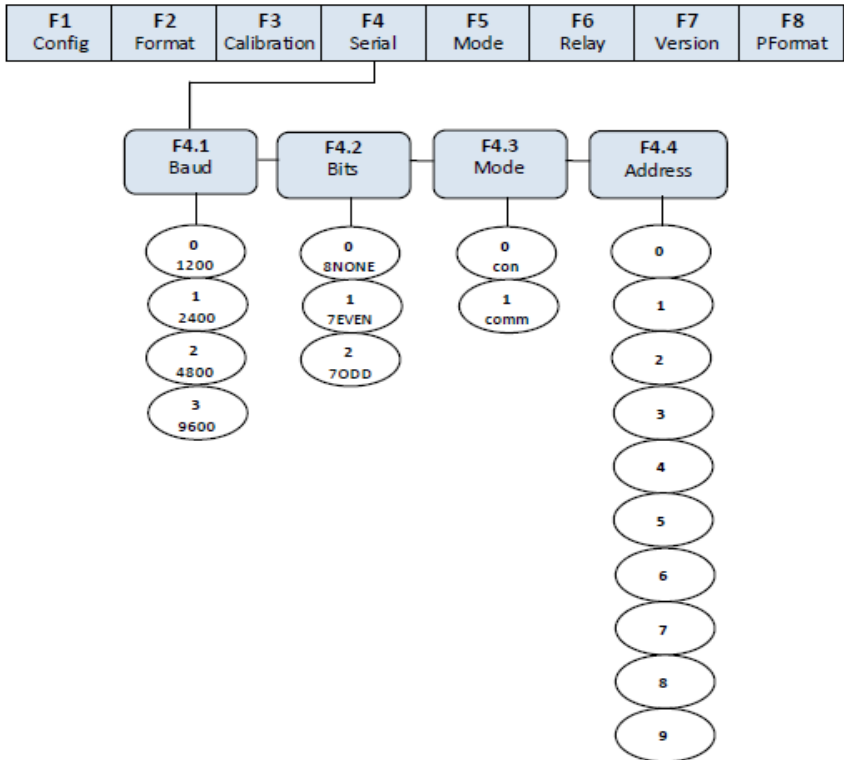 F1 F2 F3 F4 F5 F6 F7 F8
Config Format Calibration Serial Mode Relay Version PFormat
F4.1 F4.2 F4.3 F4.4
Baud Bits Mode Address
0 0 0 0
1200 8NONE con
1 1 1 1
2400 7EVEN comm
2 2 2
4800 7ODD
3 3
9600
4
5
6
7
8
9